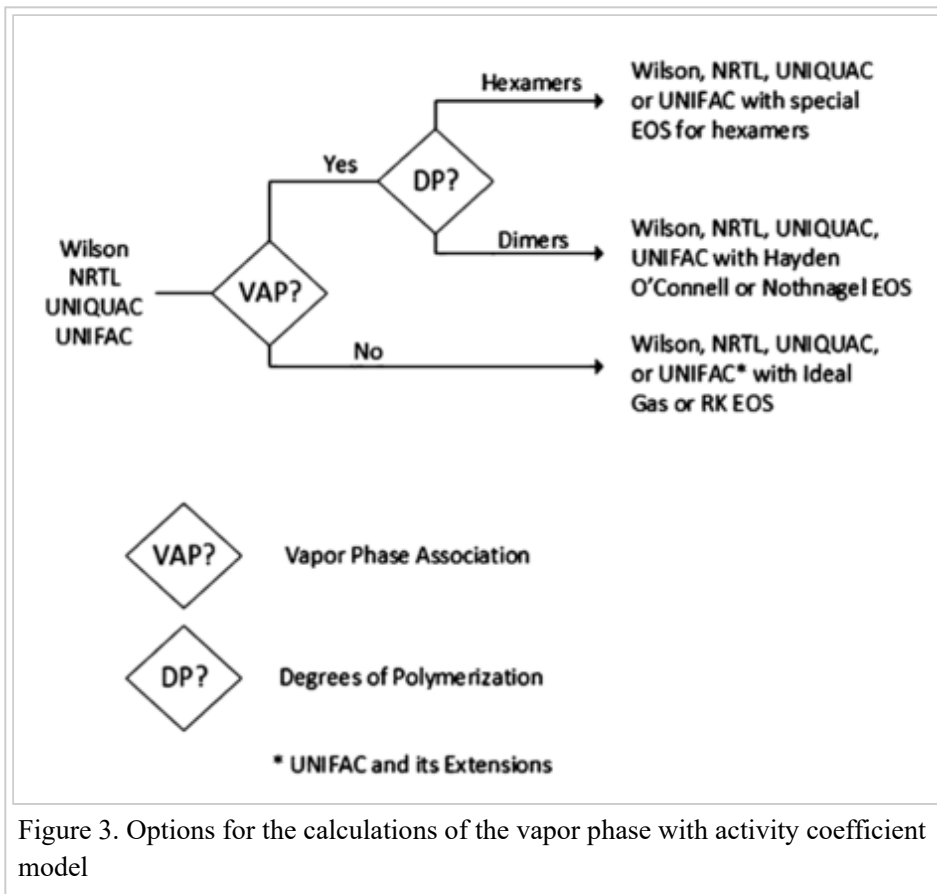 Hexamers
Wilson, NRTL, UNIQUAC
or UNIFAC with special
EOS for hexamers
Yes
DP?
Wilson
NRTL
UNIQUAC
UNIFAC
VAP?
Dimers
Wilson, NRTL, UNIQUAC,
UNIFAC with Hayden
O'Connell or Nothnagel EOS
No
Wilson, NRTL, UNIQUAC,
or UNIFAC* with Ideal
Gas or RK EOS
VAP?
Vapor Phase Association
DP?
Degrees of Polymerization
* UNIFAC and its Extensions
Figure 3. Options for the calculations of the vapor phase with activity coefficient
model